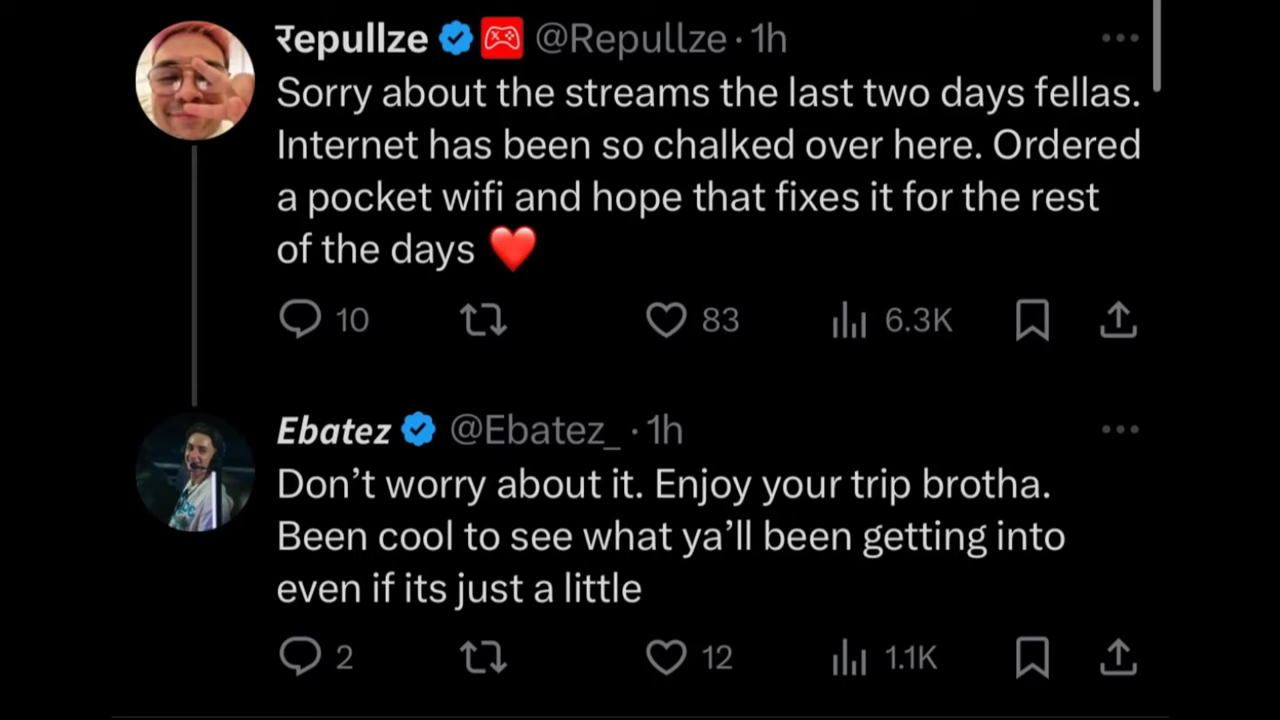 Repullze @Repullze · 1h
Sorry about the streams the last two days fellas.
Internet has been so chalked over here. Ordered
a pocket wifi and hope that fixes it for the rest
of the days ❤️
10 83 6.3K
Ebatez @Ebatez_ · 1h
Don’t worry about it. Enjoy your trip brotha.
Been cool to see what ya’ll been getting into
even if its just a little
2 12 1.1K